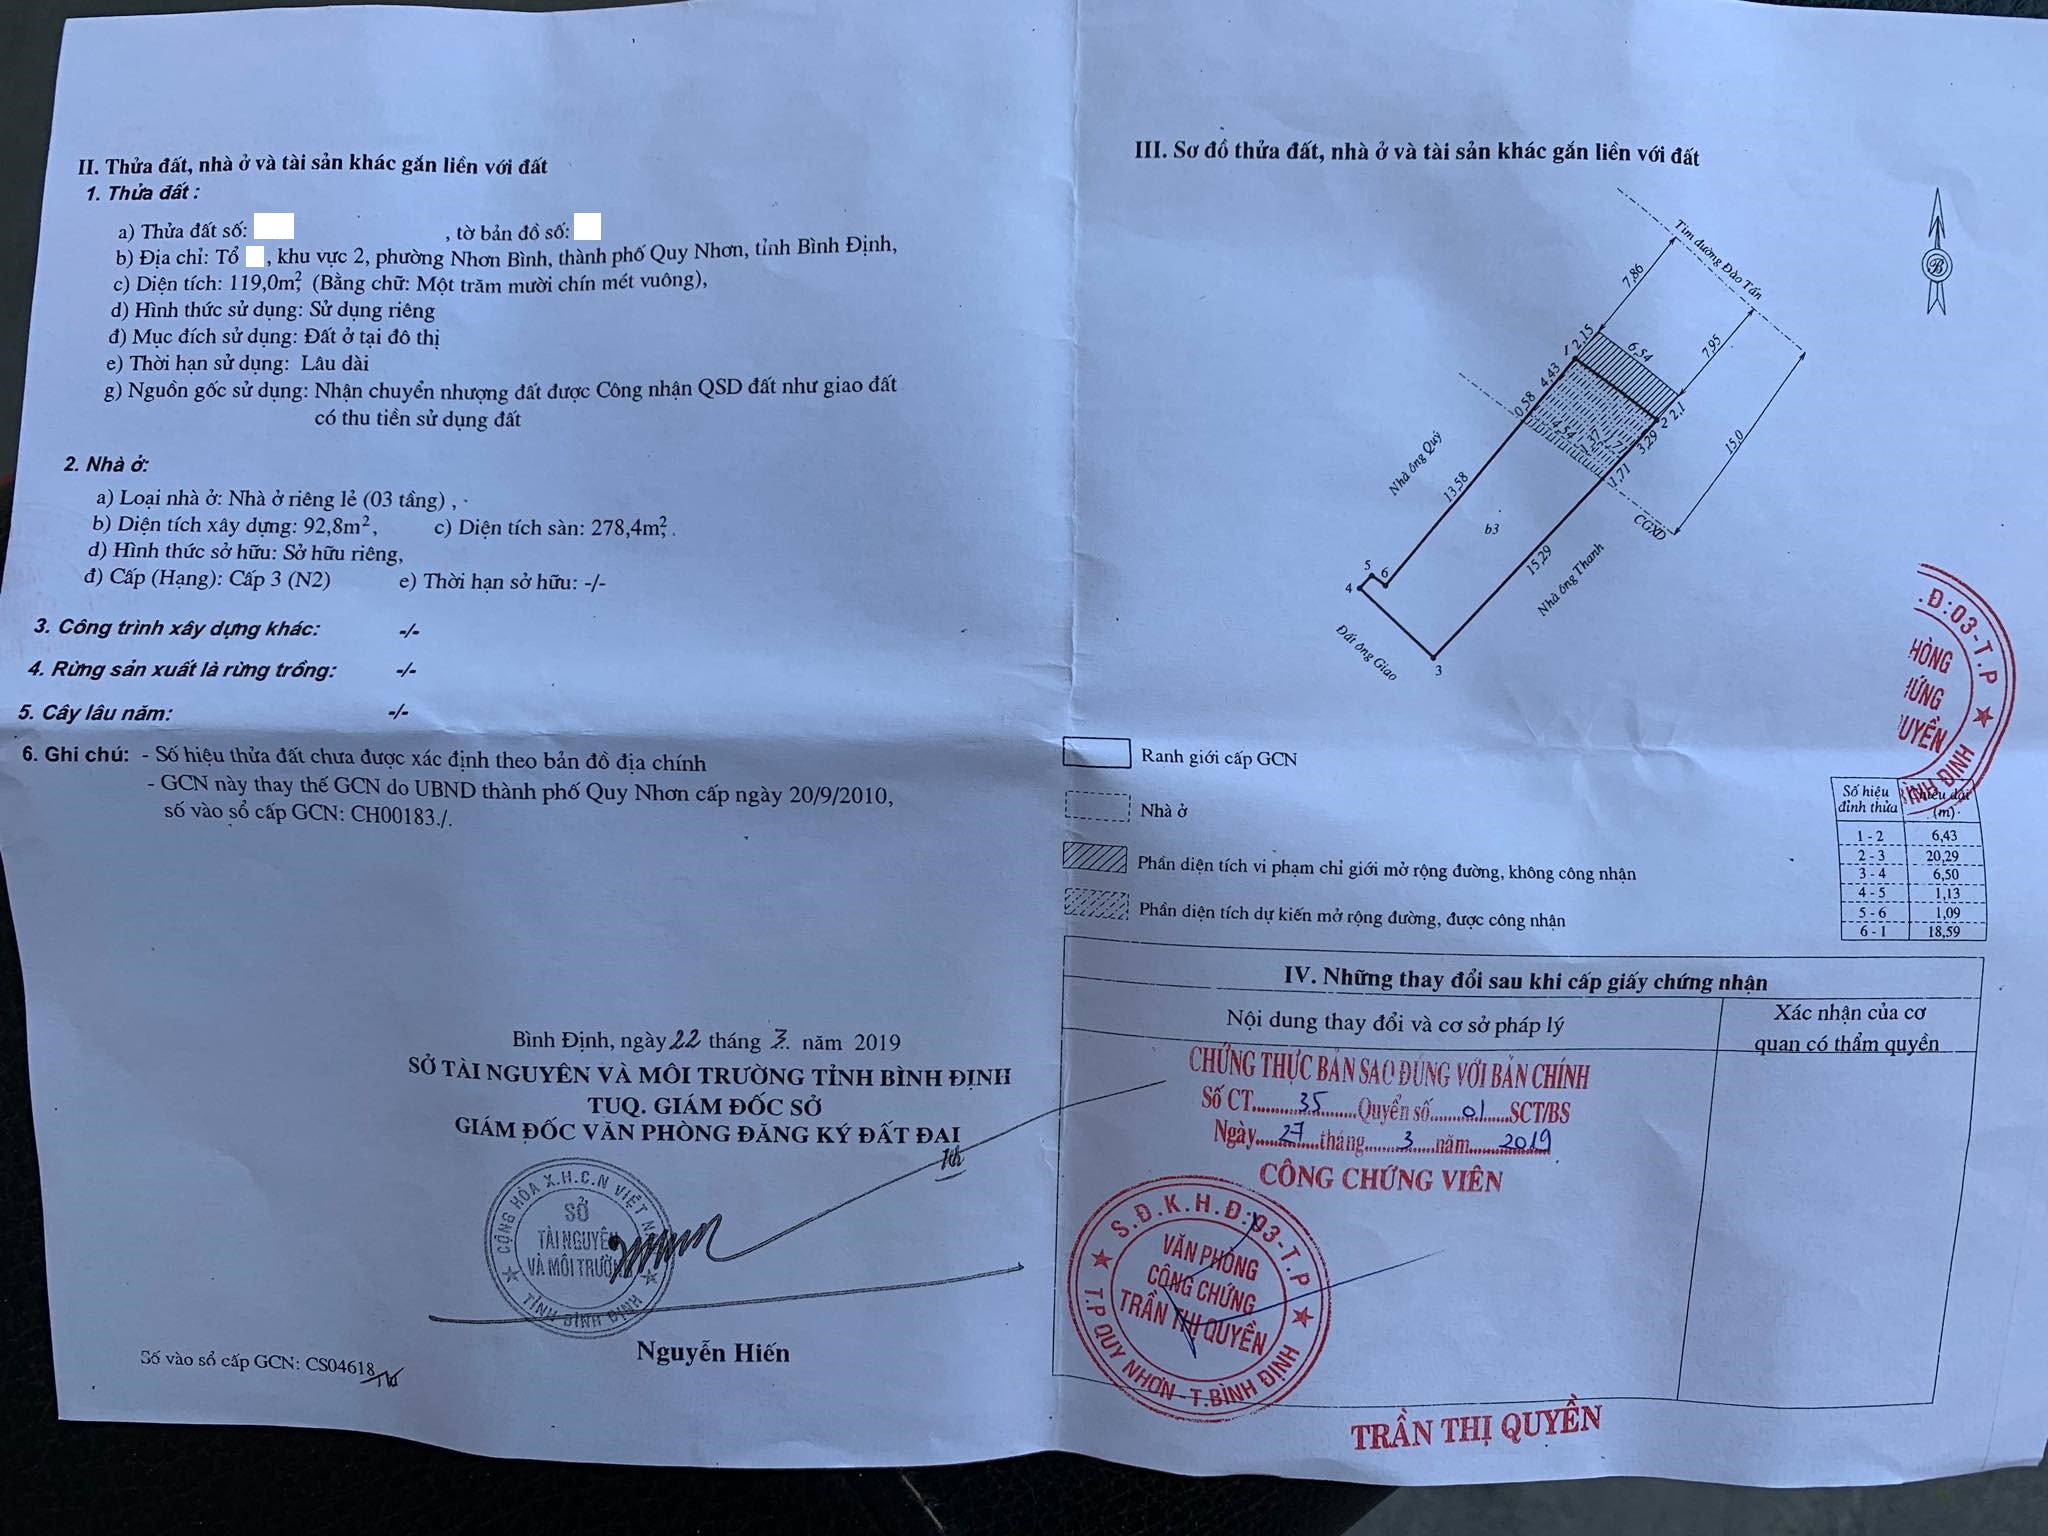 II. Thửa đất, nhà ở và tài sản khác gắn liền với đất
1. Thửa đất :
a) Thửa đất số: , tờ bản đồ số:
b) Địa chỉ: Tổ , khu vực 2, phường Nhơn Bình, thành phố Quy Nhơn, tỉnh Bình Định,
c) Diện tích: 119,0m², (Bằng chữ: Một trăm mười chín mét vuông),
d) Hình thức sử dụng: Sử dụng riêng
đ) Mục đích sử dụng: Đất ở tại đô thị
e) Thời hạn sử dụng: Lâu dài
g) Nguồn gốc sử dụng: Nhận chuyển nhượng đất được Công nhận QSD đất như giao đất
có thu tiền sử dụng đất
2. Nhà ở:
a) Loại nhà ở: Nhà ở riêng lẻ (03 tầng) ,
b) Diện tích xây dựng: 92,8m², c) Diện tích sàn: 278,4m²,
d) Hình thức sở hữu: Sở hữu riêng,
đ) Cấp (Hạng): Cấp 3 (N2) e) Thời hạn sở hữu: -/-
3. Công trình xây dựng khác: -/-
4. Rừng sản xuất là rừng trồng: -/-
5. Cây lâu năm: -/-
6. Ghi chú: - Số hiệu thửa đất chưa được xác định theo bản đồ địa chính
- GCN này thay thế GCN do UBND thành phố Quy Nhơn cấp ngày 20/9/2010,
số vào sổ cấp GCN: CH00183./.
Bình Định, ngày 22 tháng 3 năm 2019
SỞ TÀI NGUYÊN VÀ MÔI TRƯỜNG TỈNH BÌNH ĐỊNH
TUQ. GIÁM ĐỐC SỞ
GIÁM ĐỐC VĂN PHÒNG ĐĂNG KÝ ĐẤT ĐAI
CỘNG HÒA X.H.C.N VIỆT NAM
SỞ
TÀI NGUYÊN
VÀ MÔI TRƯỜNG
TỈNH BÌNH ĐỊNH
Nguyễn Hiến
Số vào sổ cấp GCN: CS04618
III. Sơ đồ thửa đất, nhà ở và tài sản khác gắn liền với đất
B
Tim đường Đào Tấn
7,86
7,95
15,0
1
2,15
6,54
2
2,1
4,43
3,29
0,58
1,71
CGXD
Nhà ông Quý
13,58
b3
15,29
Nhà ông Thanh
5
6
4
3
Đất ông Giao
Ranh giới cấp GCN
Nhà ở
Phần diện tích vi phạm chỉ giới mở rộng đường, không công nhận
Phần diện tích dự kiến mở rộng đường, được công nhận
.Đ:03-T.P
HÒNG
HỨNG
UYỀN
BÌNH ĐỊNH
Số hiệu đỉnh thửa Chiều dài (m)
1 - 2 6,43
2 - 3 20,29
3 - 4 6,50
4 - 5 1,13
5 - 6 1,09
6 - 1 18,59
IV. Những thay đổi sau khi cấp giấy chứng nhận
Nội dung thay đổi và cơ sở pháp lý
Xác nhận của cơ
quan có thẩm quyền
CHỨNG THỰC BẢN SAO ĐÚNG VỚI BẢN CHÍNH
Số CT 35 Quyển số 01 SCT/BS
Ngày 27 tháng 3 năm 2019
CÔNG CHỨNG VIÊN
S.Đ.K.H.Đ:03-T.P
VĂN PHÒNG
CÔNG CHỨNG
TRẦN THỊ QUYỀN
T.P QUY NHƠN - T.BÌNH ĐỊNH
TRẦN THỊ QUYỀN